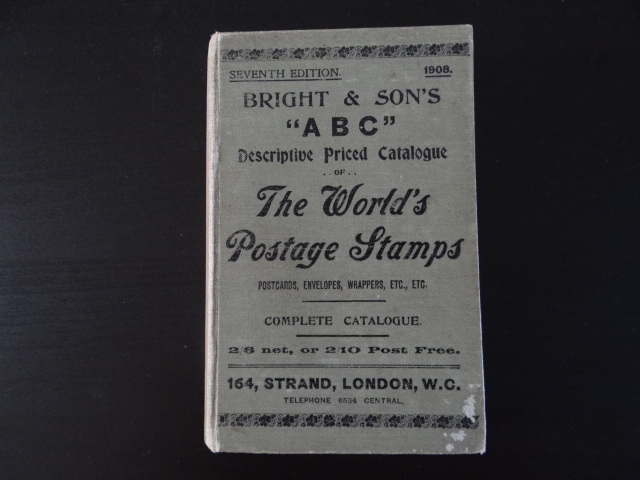 SEVENTH EDITION. 1908.
BRIGHT & SON'S
"ABC"
Descriptive Priced Catalogue
..OF..
The World's
Postage Stamps
POSTCARDS, ENVELOPES, WRAPPERS, ETC., ETC.
COMPLETE CATALOGUE.
2/6 net, or 2/10 Post Free.
164, STRAND, LONDON, W.C.
TELEPHONE 6534 CENTRAL.